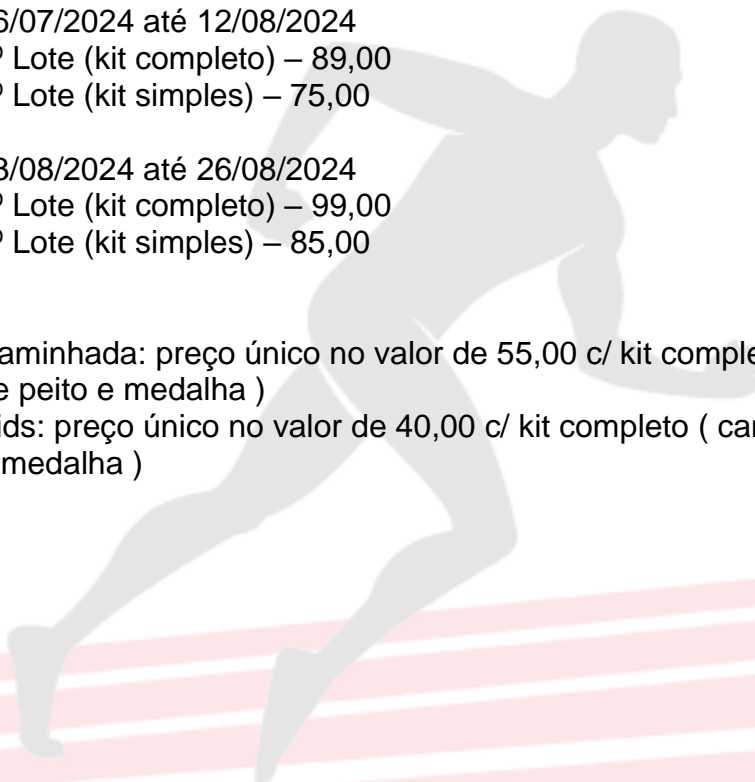 6/07/2024 até 12/08/2024
º Lote (kit completo) – 89,00
º Lote (kit simples) – 75,00
3/08/2024 até 26/08/2024
º Lote (kit completo) – 99,00
º Lote (kit simples) – 85,00
aminhada: preço único no valor de 55,00 c/ kit comple
e peito e medalha )
ids: preço único no valor de 40,00 c/ kit completo ( ca
medalha )